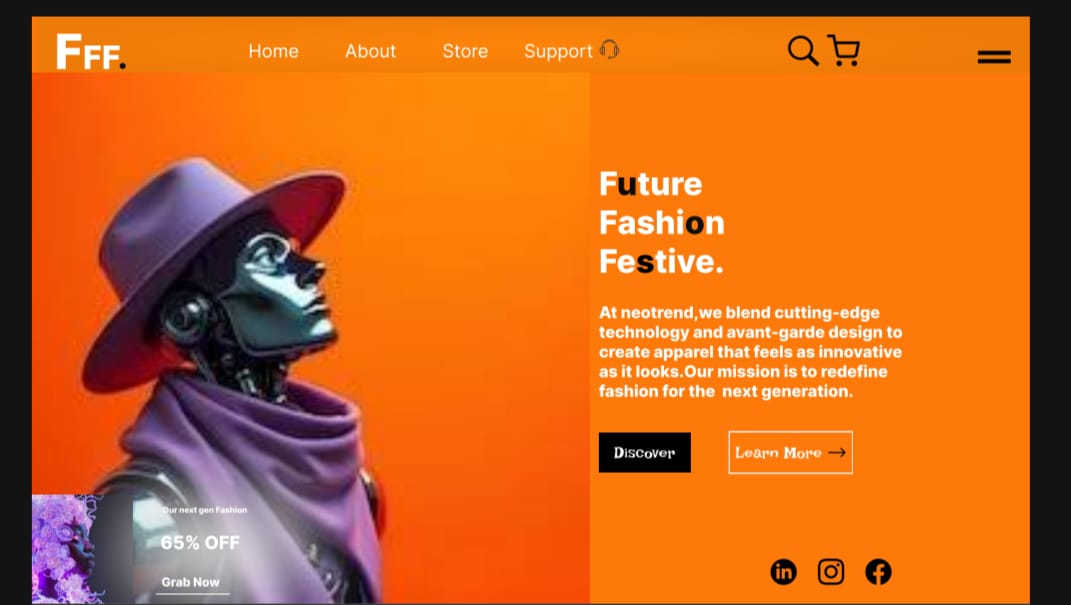 FFF.
Home About Store Support
Future
Fashion
Festive.
At neotrend,we blend cutting-edge
technology and avant-garde design to
create apparel that feels as innovative
as it looks.Our mission is to redefine
fashion for the next generation.
Discover Learn More →
Our next gen Fashion
65% OFF
Grab Now
in